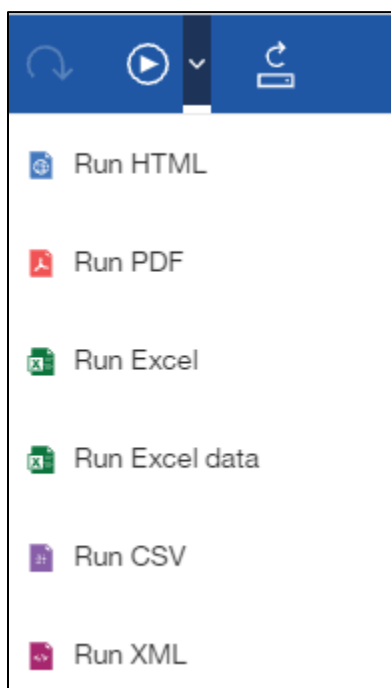 Run HTML
Run PDF
Run Excel
Run Excel data
Run CSV
Run XML